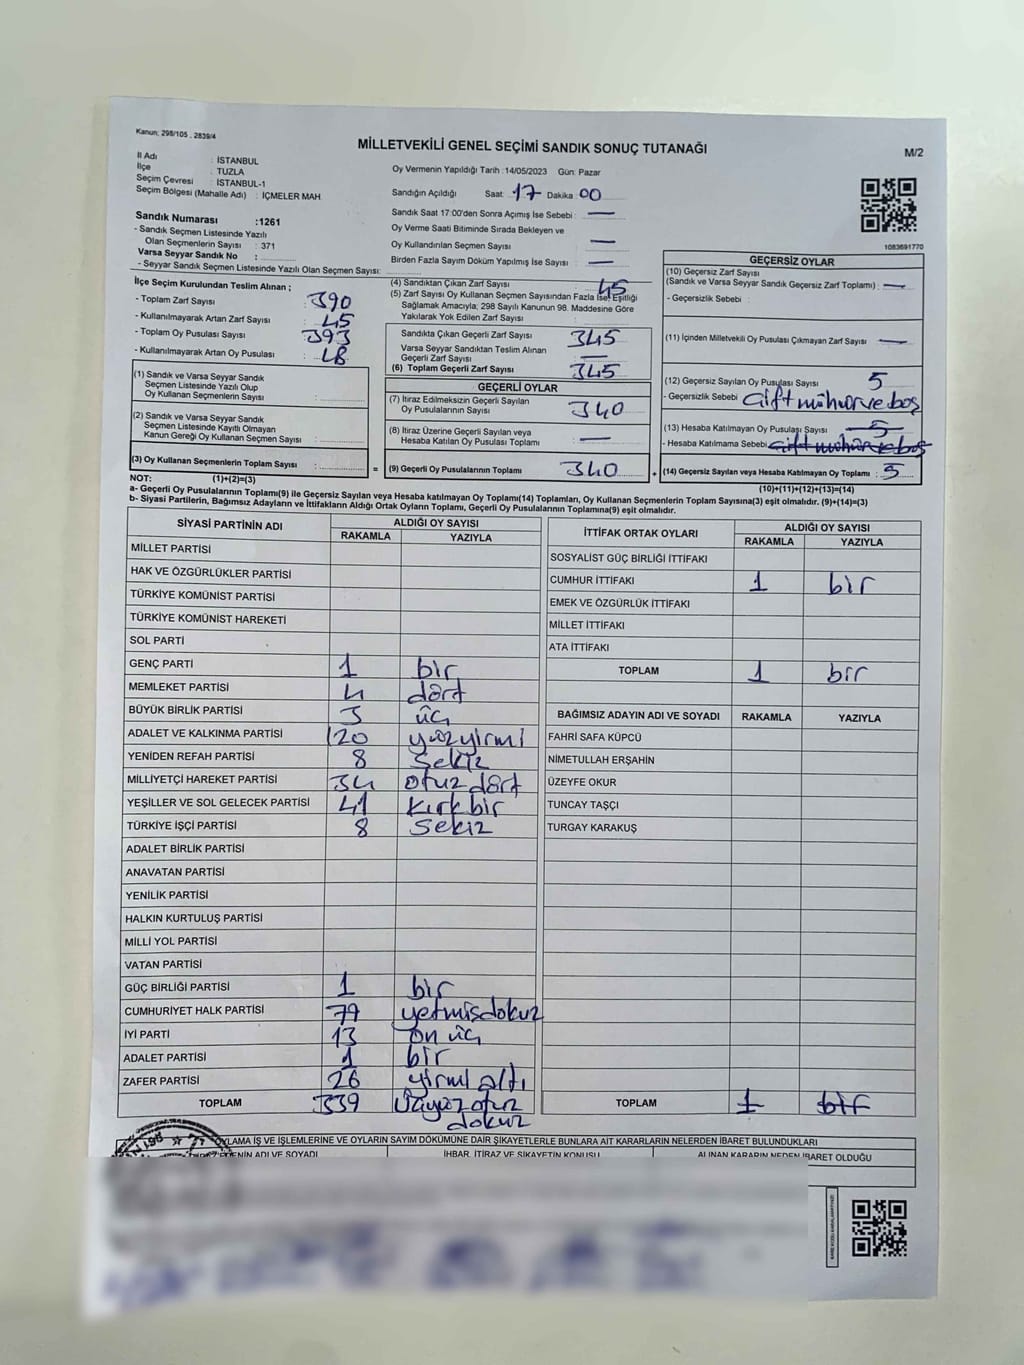 Kanun; 298/105 , 2839/4
MİLLETVEKİLİ GENEL SEÇİMİ SANDIK SONUÇ TUTANAĞI
M/2
İl Adı : İSTANBUL
İlçe : TUZLA
Seçim Çevresi : İSTANBUL-1
Seçim Bölgesi (Mahalle Adı) : İÇMELER MAH
Sandık Numarası :1261
- Sandık Seçmen Listesinde Yazılı
Olan Seçmenlerin Sayısı : 371
Varsa Seyyar Sandık No :
- Seyyar Sandık Seçmen Listesinde Yazılı Olan Seçmen Sayısı:
Oy Vermenin Yapıldığı Tarih :14/05/2023 Gün: Pazar
Sandığın Açıldığı Saat: 17 Dakika: 00
Sandık Saat 17:00'den Sonra Açımış İse Sebebi : —
Oy Verme Saati Bitiminde Sırada Bekleyen ve
Oy Kullandırılan Seçmen Sayısı —
Birden Fazla Sayım Döküm Yapılmış İse Sayısı : —
1083691770
İlçe Seçim Kurulundan Teslim Alınan ;
- Toplam Zarf Sayısı : 390
- Kullanılmayarak Artan Zarf Sayısı : 45
- Toplam Oy Pusulası Sayısı : 393
- Kullanılmayarak Artan Oy Pusulası : 48
(4) Sandıktan Çıkan Zarf Sayısı : 45
(5) Zarf Sayısı Oy Kullanan Seçmen Sayısından Fazla İse, Eşitliği
Sağlamak Amacıyla; 298 Sayılı Kanunun 98. Maddesine Göre
Yakılarak Yok Edilen Zarf Sayısı :
Sandıkta Çıkan Geçerli Zarf Sayısı : 345
Varsa Seyyar Sandıktan Teslim Alınan
Geçerli Zarf Sayısı : —
(6) Toplam Geçerli Zarf Sayısı : 345
GEÇERSİZ OYLAR
(10) Geçersiz Zarf Sayısı
(Sandık ve Varsa Seyyar Sandık Geçersiz Zarf Toplamı) : —
- Geçersizlik Sebebi :
(11) İçinden Milletvekili Oy Pusulası Çıkmayan Zarf Sayısı —
(12) Geçersiz Sayılan Oy Pusulası Sayısı : 5
- Geçersizlik Sebebi : Çift mühür ve boş
(13) Hesaba Katılmayan Oy Pusulası Sayısı : 5
- Hesaba Katılmama Sebebi : çift mühür ve boş
(14) Geçersiz Sayılan veya Hesaba Katılmayan Oy Toplamı : 5
(10)+(11)+(12)+(13)=(14)
(1) Sandık ve Varsa Seyyar Sandık
Seçmen Listesinde Yazılı Olup
Oy Kullanan Seçmenlerin Sayısı :
(2) Sandık ve Varsa Seyyar Sandık
Seçmen Listesinde Kayıtlı Olmayan
Kanun Gereği Oy Kullanan Seçmen Sayısı :
(3) Oy Kullanan Seçmenlerin Toplam Sayısı :
(1)+(2)=(3)
=
GEÇERLİ OYLAR
(7) İtiraz Edilmeksizin Geçerli Sayılan
Oy Pusulalarının Sayısı : 340
(8) İtiraz Üzerine Geçerli Sayılan veya
Hesaba Katılan Oy Pusulası Toplamı : —
(9) Geçerli Oy Pusulalarının Toplamı : 340
+
NOT:
a- Geçerli Oy Pusulalarının Toplamı(9) ile Geçersiz Sayılan veya Hesaba katılmayan Oy Toplamı(14) Toplamları, Oy Kullanan Seçmenlerin Toplam Sayısına(3) eşit olmalıdır. (9)+(14)=(3)
b- Siyasi Partilerin, Bağımsız Adayların ve İttifakların Aldığı Ortak Oyların Toplamı, Geçerli Oy Pusulalarının Toplamına(9) eşit olmalıdır.
SİYASİ PARTİNİN ADI ALDIĞI OY SAYISI
RAKAMLA YAZIYLA
MİLLET PARTİSİ
HAK VE ÖZGÜRLÜKLER PARTİSİ
TÜRKİYE KOMÜNİST PARTİSİ
TÜRKİYE KOMÜNİST HAREKETİ
SOL PARTİ
GENÇ PARTİ 1 bir
MEMLEKET PARTİSİ 4 dört
BÜYÜK BİRLİK PARTİSİ 3 üç
ADALET VE KALKINMA PARTİSİ 120 yüz yirmi
YENİDEN REFAH PARTİSİ 8 sekiz
MİLLİYETÇİ HAREKET PARTİSİ 34 otuz dört
YEŞİLLER VE SOL GELECEK PARTİSİ 41 Kırk bir
TÜRKİYE İŞÇİ PARTİSİ 8 sekiz
ADALET BİRLİK PARTİSİ
ANAVATAN PARTİSİ
YENİLİK PARTİSİ
HALKIN KURTULUŞ PARTİSİ
MİLLİ YOL PARTİSİ
VATAN PARTİSİ
GÜÇ BİRLİĞİ PARTİSİ 1 bir
CUMHURİYET HALK PARTİSİ 79 yetmiş dokuz
İYİ PARTİ 13 on üç
ADALET PARTİSİ 1 bir
ZAFER PARTİSİ 26 yirmi altı
TOPLAM 339 Üçyüz otuz
dokuz
İTTİFAK ORTAK OYLARI ALDIĞI OY SAYISI
RAKAMLA YAZIYLA
SOSYALİST GÜÇ BİRLİĞİ İTTİFAKI
CUMHUR İTTİFAKI 1 bir
EMEK VE ÖZGÜRLÜK İTTİFAKI
MİLLET İTTİFAKI
ATA İTTİFAKI
TOPLAM 1 bir
BAĞIMSIZ ADAYIN ADI VE SOYADI RAKAMLA YAZIYLA
FAHRİ SAFA KÜPCÜ
NİMETULLAH ERŞAHİN
ÜZEYFE OKUR
TUNCAY TAŞÇI
TURGAY KARAKUŞ
TOPLAM 1 bir
OYLAMA İŞ VE İŞLEMLERİNE VE OYLARIN SAYIM DÖKÜMÜNE DAİR ŞİKAYETLERLE BUNLARA AİT KARARLARIN NELERDEN İBARET BULUNDUKLARI
ADI VE SOYADI İHBAR, İTİRAZ VE ŞİKAYETİN KONUSU ALINAN KARARIN NEDEN İBARET OLDUĞU